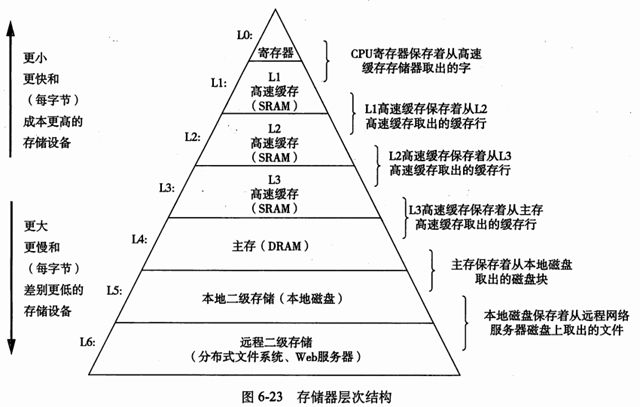 更小
更快和
（每字节）
成本更高的
存储设备
更大
更慢和
（每字节）
差别更低的
存储设备
L0:
寄存器
CPU寄存器保存着从高速
缓存存储器取出的字
L1:
L1
高速缓存
（SRAM）
L1高速缓存保存着从L2
高速缓存取出的缓存行
L2:
L2
高速缓存
（SRAM）
L2高速缓存保存着从L3
高速缓存取出的缓存行
L3:
L3
高速缓存
（SRAM）
L3高速缓存保存着从主存
高速缓存取出的缓存行
L4:
主存（DRAM）
主存保存着从本地磁盘
取出的磁盘块
L5:
本地二级存储（本地磁盘）
本地磁盘保存着从远程网络
服务器磁盘上取出的文件
L6:
远程二级存储
（分布式文件系统、Web服务器）
图 6-23 存储器层次结构